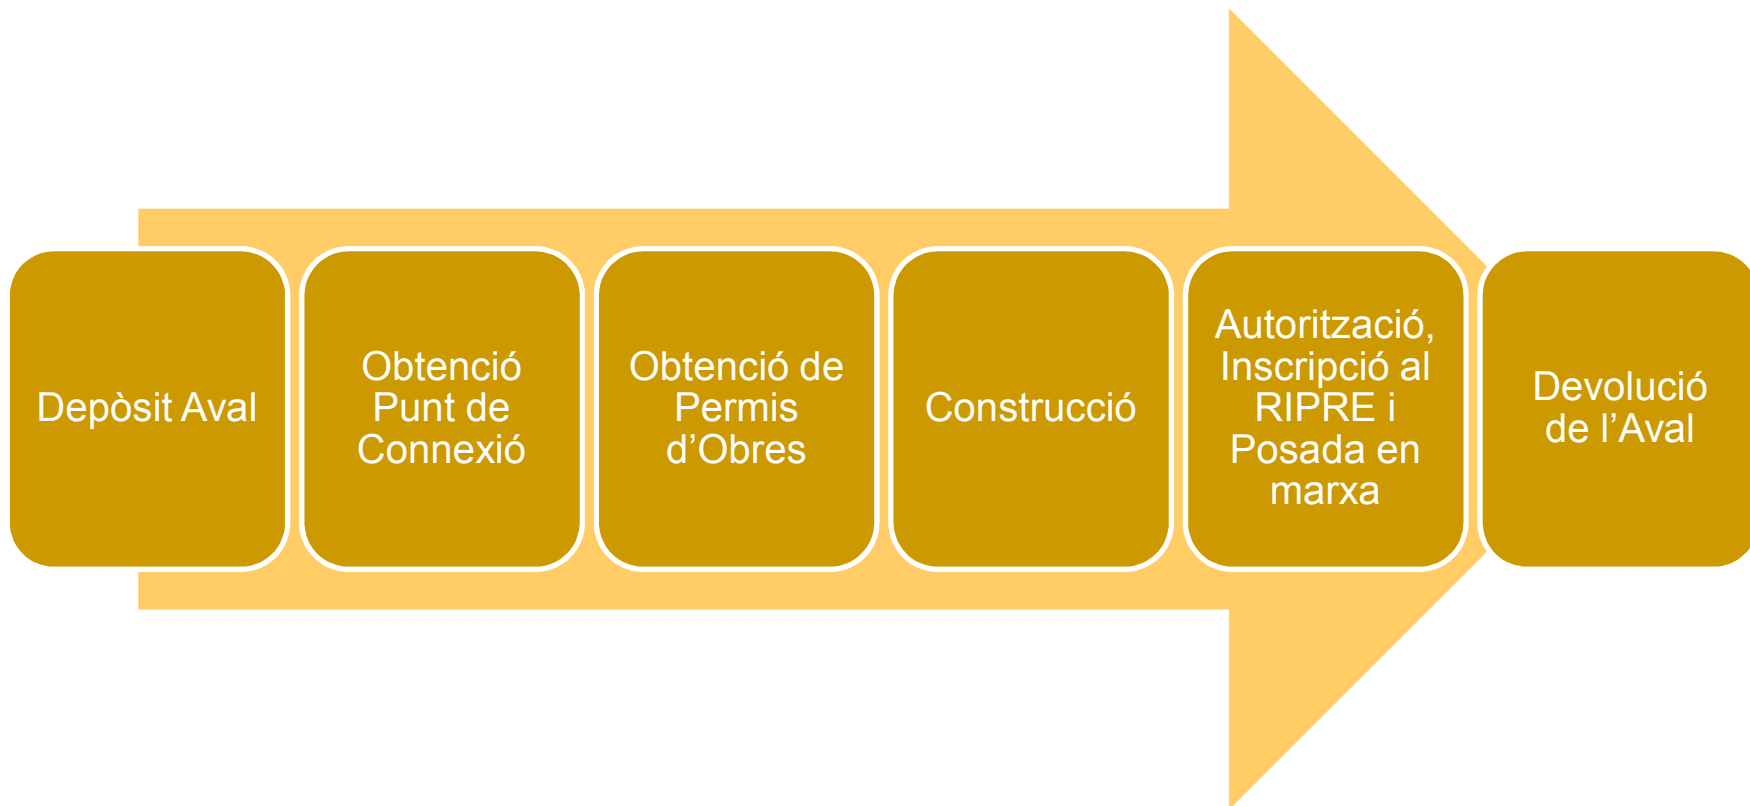 Depòsit Aval
Obtenció
Punt de
Connexió
Obtenció de
Permis
d’Obres
Construcció
Autorització,
Inscripció al
RIPRE i
Posada en
marxa
Devolució
de l’Aval